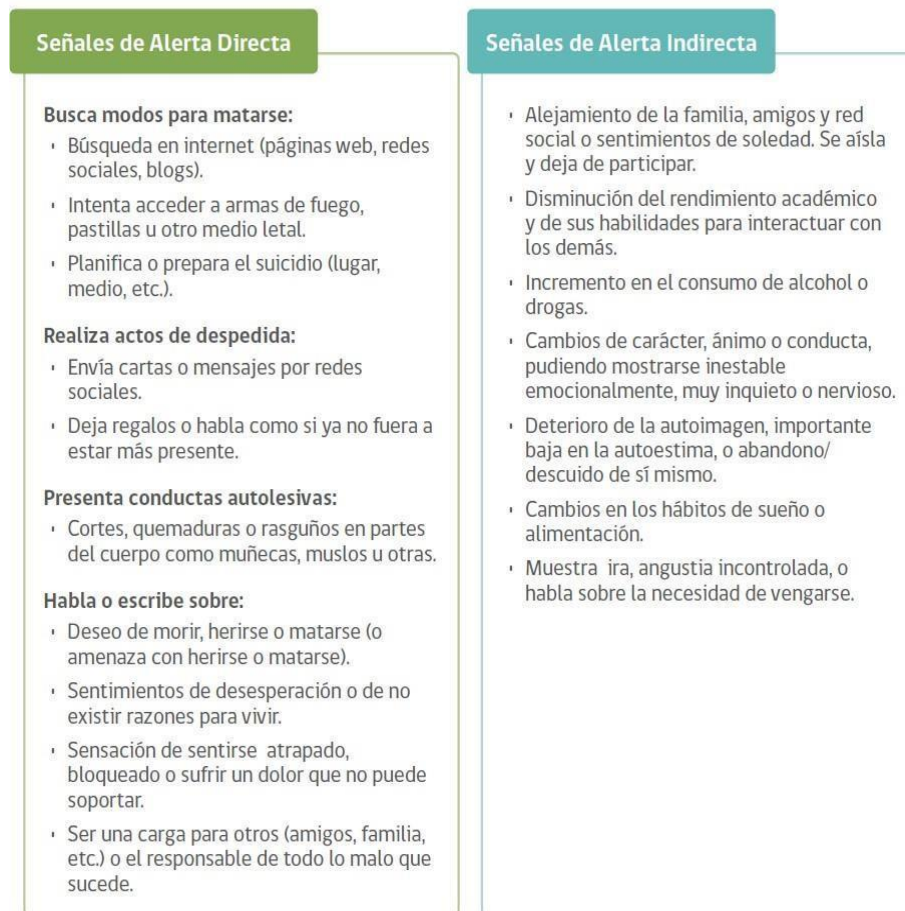 Señales de Alerta Directa
Busca modos para matarse:
· Búsqueda en internet (páginas web, redes
sociales, blogs).
· Intenta acceder a armas de fuego,
pastillas u otro medio letal.
· Planifica o prepara el suicidio (lugar,
medio, etc.).
Realiza actos de despedida:
· Envía cartas o mensajes por redes
sociales.
· Deja regalos o habla como si ya no fuera a
estar más presente.
Presenta conductas autolesivas:
· Cortes, quemaduras o rasguños en partes
del cuerpo como muñecas, muslos u otras.
Habla o escribe sobre:
· Deseo de morir, herirse o matarse (o
amenaza con herirse o matarse).
· Sentimientos de desesperación o de no
existir razones para vivir.
· Sensación de sentirse atrapado,
bloqueado o sufrir un dolor que no puede
soportar.
· Ser una carga para otros (amigos, familia,
etc.) o el responsable de todo lo malo que
sucede.
Señales de Alerta Indirecta
· Alejamiento de la familia, amigos y red
social o sentimientos de soledad. Se aísla
y deja de participar.
· Disminución del rendimiento académico
y de sus habilidades para interactuar con
los demás.
· Incremento en el consumo de alcohol o
drogas.
· Cambios de carácter, ánimo o conducta,
pudiendo mostrarse inestable
emocionalmente, muy inquieto o nervioso.
· Deterioro de la autoimagen, importante
baja en la autoestima, o abandono/
descuido de sí mismo.
· Cambios en los hábitos de sueño o
alimentación.
· Muestra ira, angustia incontrolada, o
habla sobre la necesidad de vengarse.